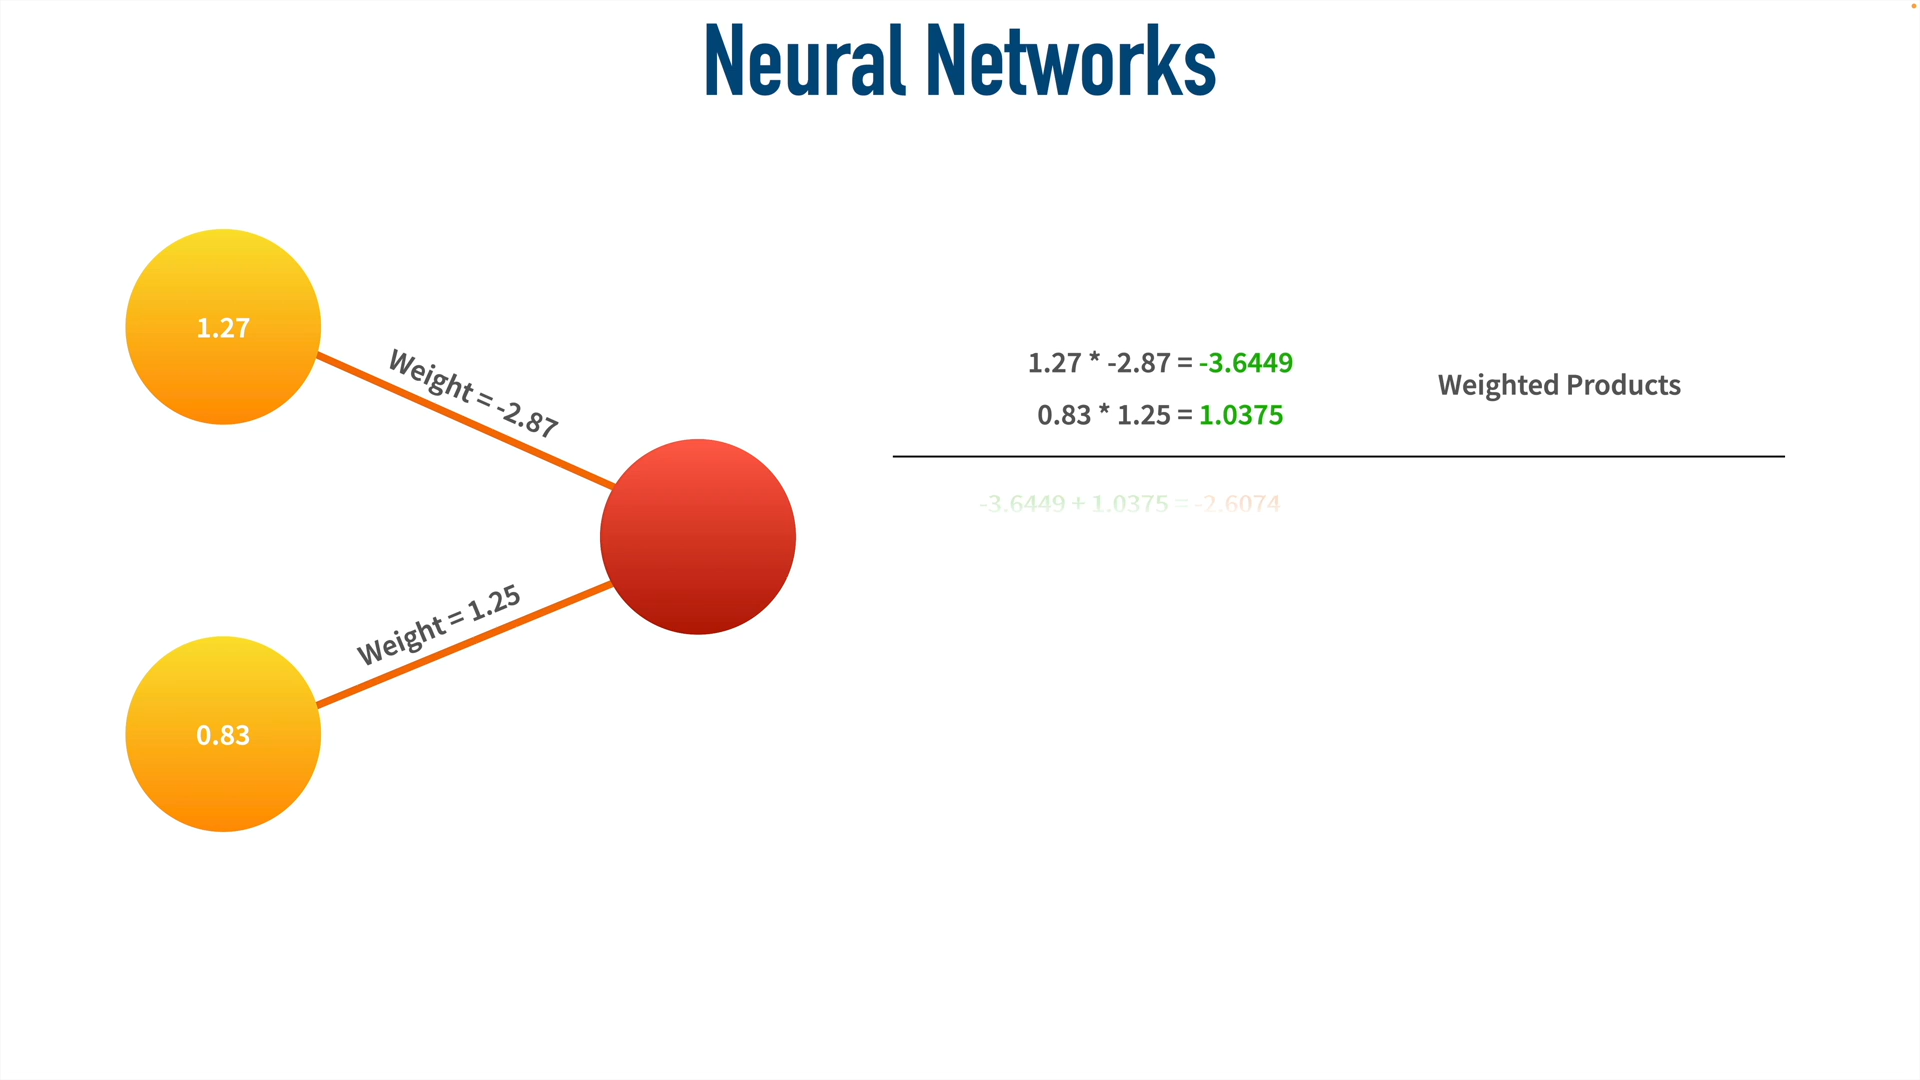 Neural Networks
1.27
Weight = -2.87
1.27 * -2.87 = -3.6449
0.83 * 1.25 = 1.0375
Weighted Products
-3.6449 + 1.0375 = -2.6074
Weight = 1.25
0.83